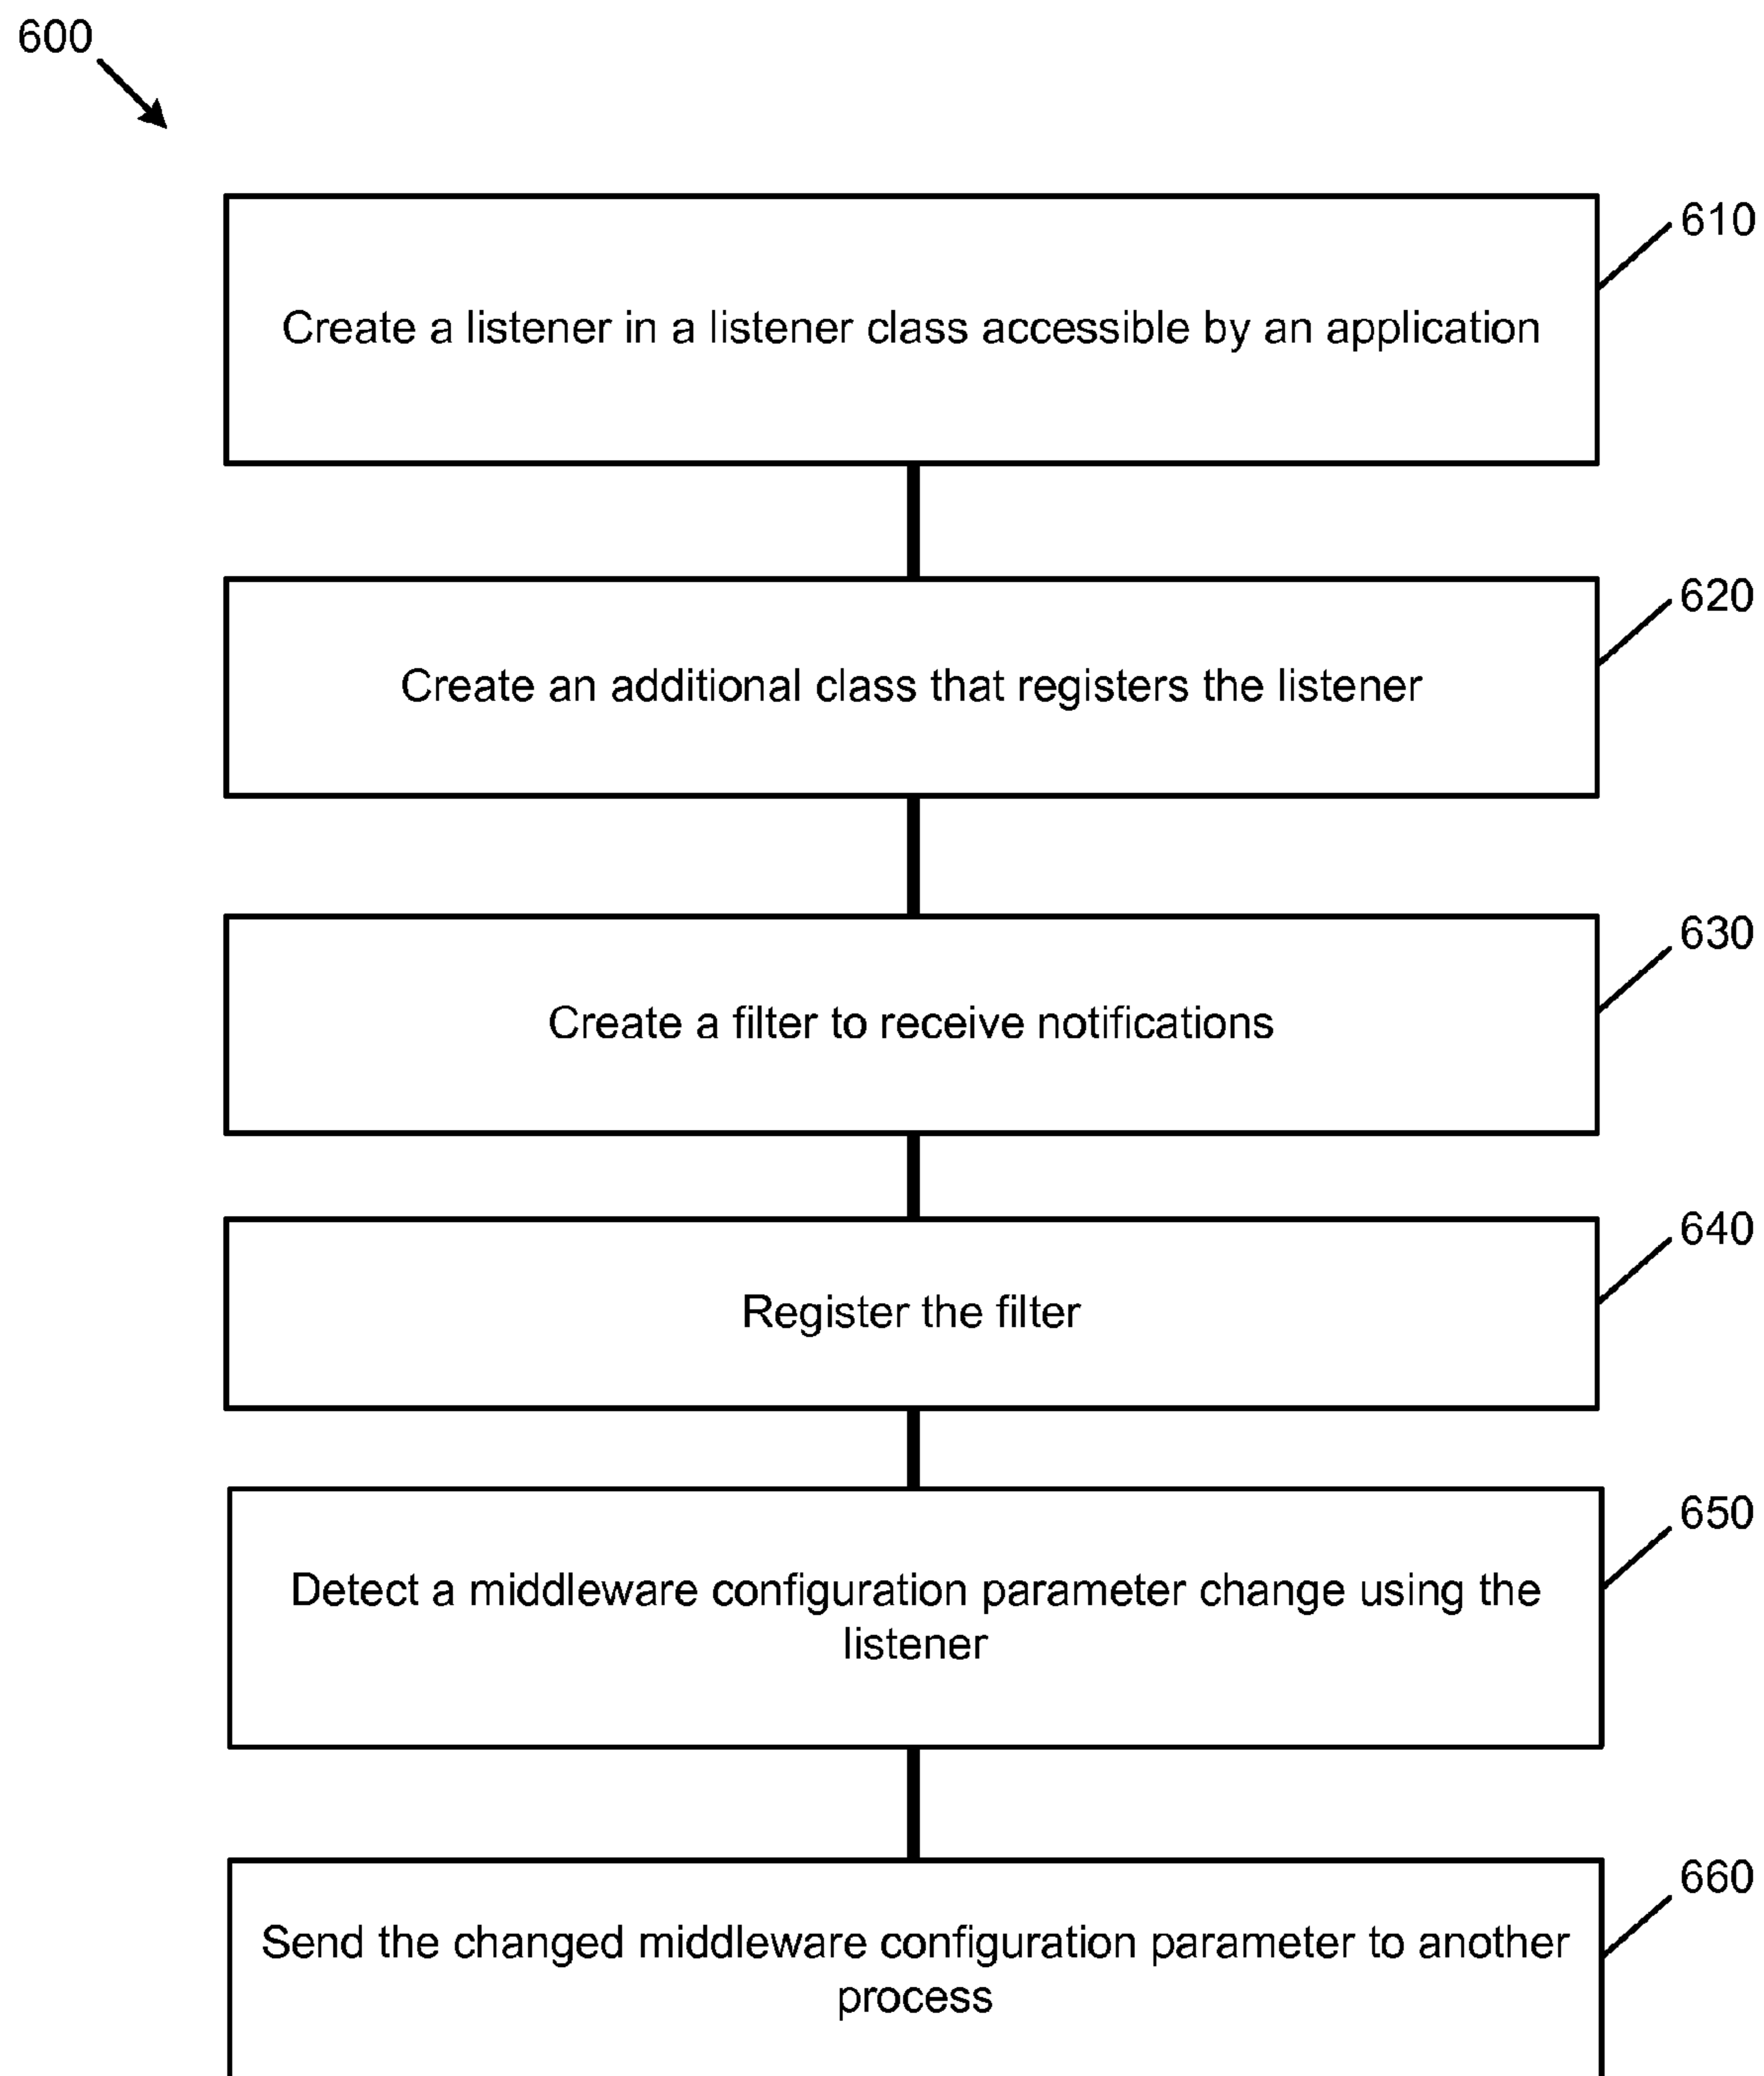 600
610
Create a listener in a listener class accessible by an application
620
Create an additional class that registers the listener
630
Create a filter to receive notifications
640
Register the filter
650
Detect a middleware configuration parameter change using the
listener
660
Send the changed middleware configuration parameter to another
process